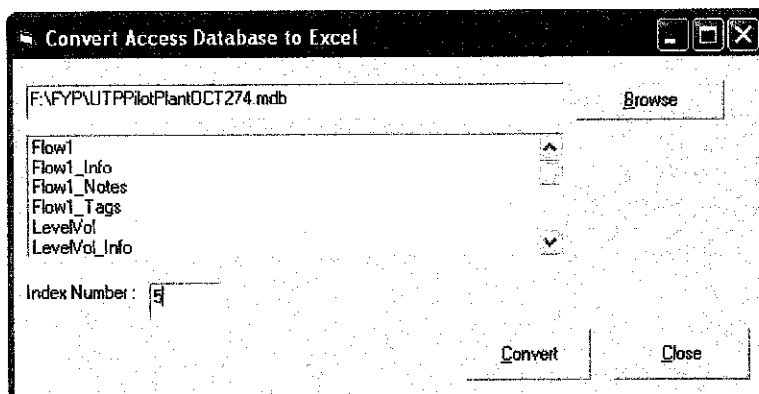 Convert Access Database to Excel
F:\FYP\UTPPilotPlantOCT274.mdb
Browse
Flow1
Flow1_Info
Flow1_Notes
Flow1_Tags
LevelVol
LevelVol_Info
Index Number : 5
Convert Close